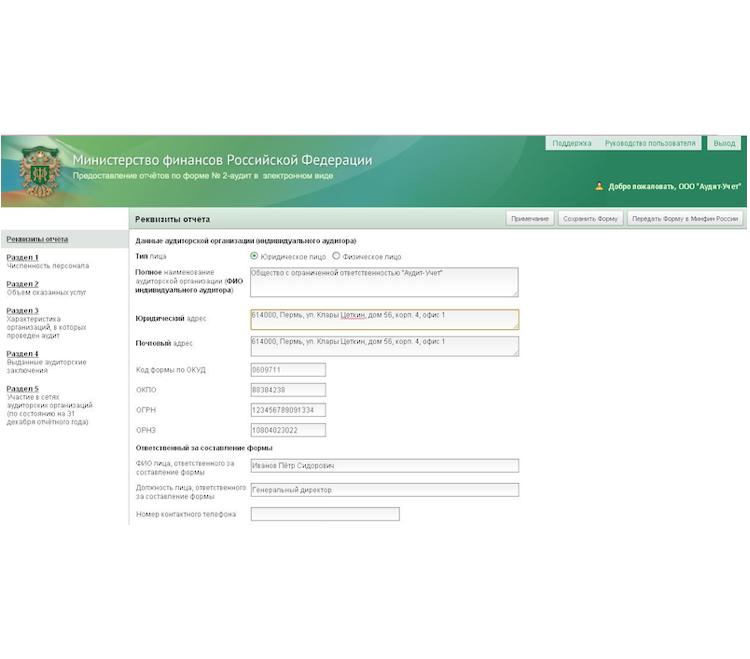 Поддержка Руководство пользователя Выход
Министерство финансов Российской Федерации
Предоставление отчётов по форме № 2-аудит в электронном виде
Добро пожаловать, ООО "Аудит-Учет"
Реквизиты отчета
Примечание Сохранить Форму Передать Форму в Минфин России
Реквизиты отчёта
Раздел 1
Численность персонала
Раздел 2
Объем оказанных услуг
Раздел 3
Характеристика
организаций, в которых
проведен аудит
Раздел 4
Выданные аудиторские
заключения
Раздел 5
Участие в сетях
аудиторских организаций
(по состоянию на 31
декабря отчётного года)
Данные аудиторской организации (индивидуального аудитора)
Тип лица Юридическое лицо Физическое лицо
Полное наименование
аудиторской организации (ФИО
индивидуального аудитора)
Общество с ограниченной ответственностью "Аудит-Учет"
Юридический адрес
614000, Пермь, ул. Клары Цеткин, дом 56, корп. 4, офис 1
Почтовый адрес
614000, Пермь, ул. Клары Цеткин, дом 56, корп. 4, офис 1
Код формы по ОКУД 0609711
ОКПО 88384238
ОГРН 123456789091334
ОРНЗ 10804023022
Ответственный за составление формы
ФИО лица, ответственного за
составление формы
Иванов Пётр Сидорович
Должность лица, ответственного
за составление формы
Генеральный директор
Номер контактного телефона